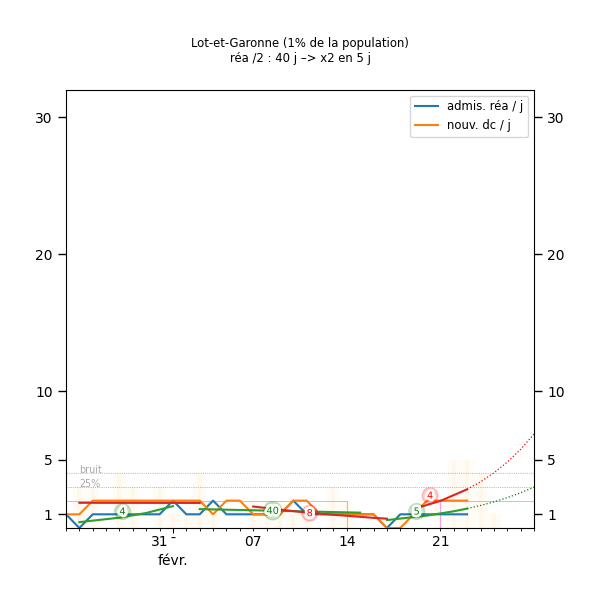 Lot-et-Garonne (1% de la population)
réa /2 : 40 j –> x2 en 5 j
admis. réa / j
nouv. dc / j
30 30
20 20
10 10
5 5
bruit
25%
4 40 8 5 4
1 1
31 07 14 21
févr.